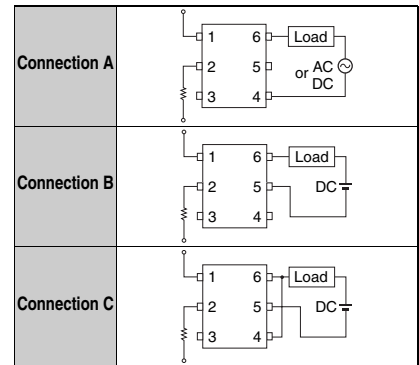 Connection A
1 6 Load
2 5 or AC
DC
3 4
Connection B
1 6 Load
2 5 DC
3 4
Connection C
1 6 Load
2 5 DC
3 4